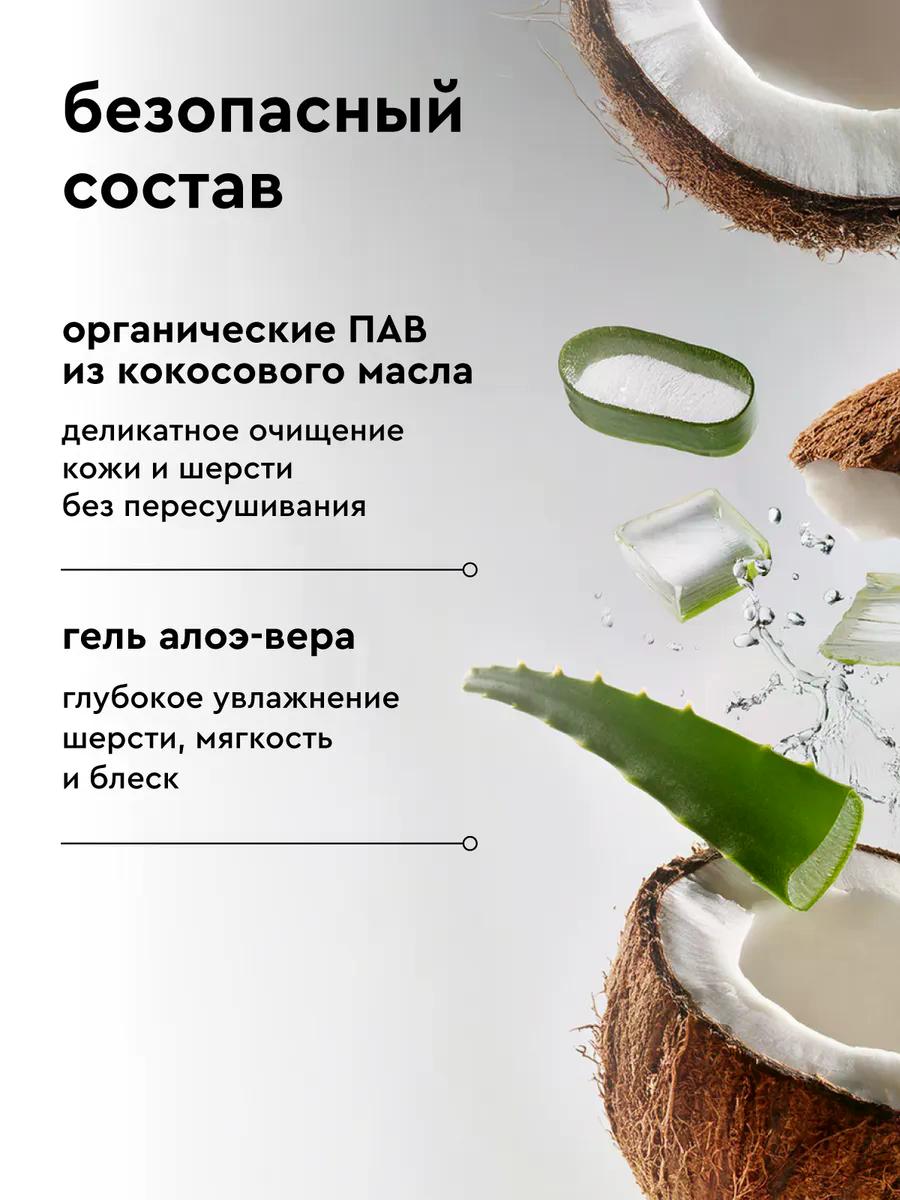 безопасный
состав
органические ПАВ
из кокосового масла
деликатное очищение
кожи и шерсти
без пересушивания
гель алоэ-вера
глубокое увлажнение
шерсти, мягкость
и блеск